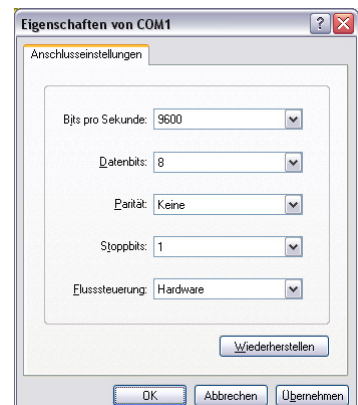 Eigenschaften von COM1
Anschlusseinstellungen
Bits pro Sekunde: 9600
Datenbits: 8
Parität: Keine
Stoppbits: 1
Flusssteuerung: Hardware
Wiederherstellen
OK Abbrechen Übernehmen